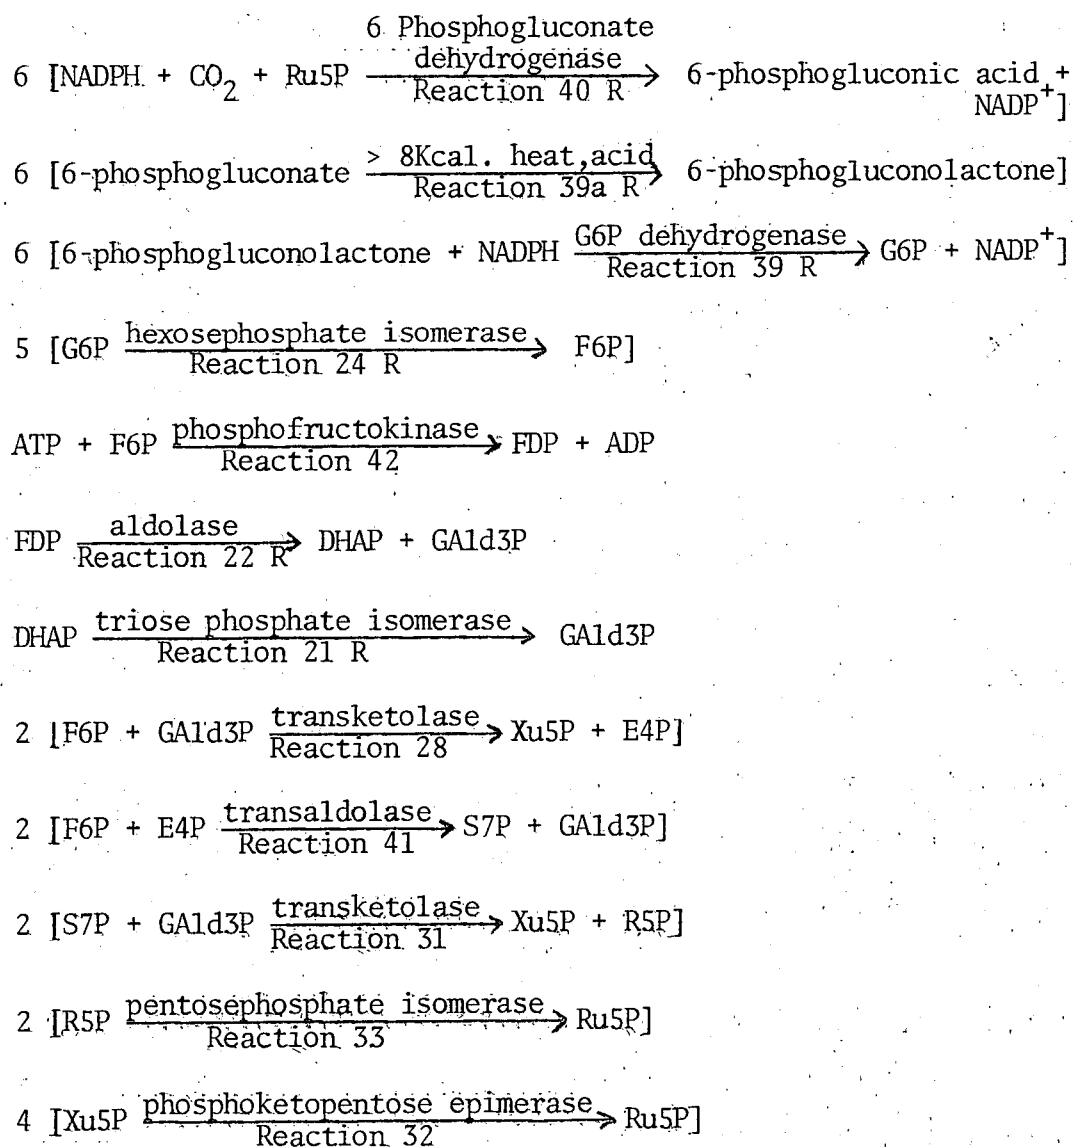 6 Phosphogluconate
dehydrogenase
6 [NADPH + CO2 + Ru5P → 6-phosphogluconic acid +
Reaction 40 R
NADP+]
> 8Kcal. heat,acid
6 [6-phosphogluconate → 6-phosphogluconolactone]
Reaction 39a R
G6P dehydrogenase
6 [6-phosphogluconolactone + NADPH → G6P + NADP+]
Reaction 39 R
hexosephosphate isomerase
5 [G6P → F6P]
Reaction 24 R
phosphofructokinase
ATP + F6P → FDP + ADP
Reaction 42
aldolase
FDP → DHAP + GAld3P
Reaction 22 R
triose phosphate isomerase
DHAP → GAld3P
Reaction 21 R
transketolase
2 [F6P + GAld3P → Xu5P + E4P]
Reaction 28
transaldolase
2 [F6P + E4P → S7P + GAld3P]
Reaction 41
transketolase
2 [S7P + GAld3P → Xu5P + R5P]
Reaction 31
pentosephosphate isomerase
2 [R5P → Ru5P]
Reaction 33
phosphoketopentose epimerase
4 [Xu5P → Ru5P]
Reaction 32